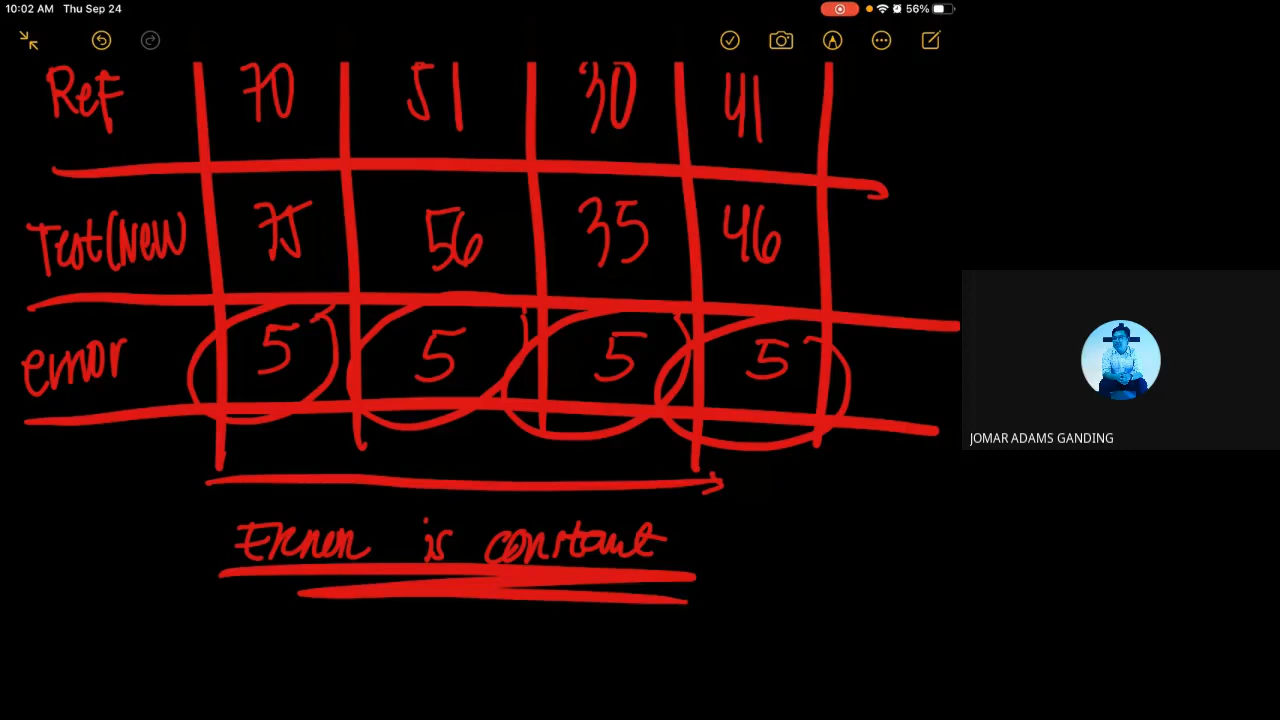 10:02 AM Thu Sep 24
56%
Ref 70 51 30 41
Test(New 75 56 35 46
error 5 5 5 5
Error is constant
JOMAR ADAMS GANDING